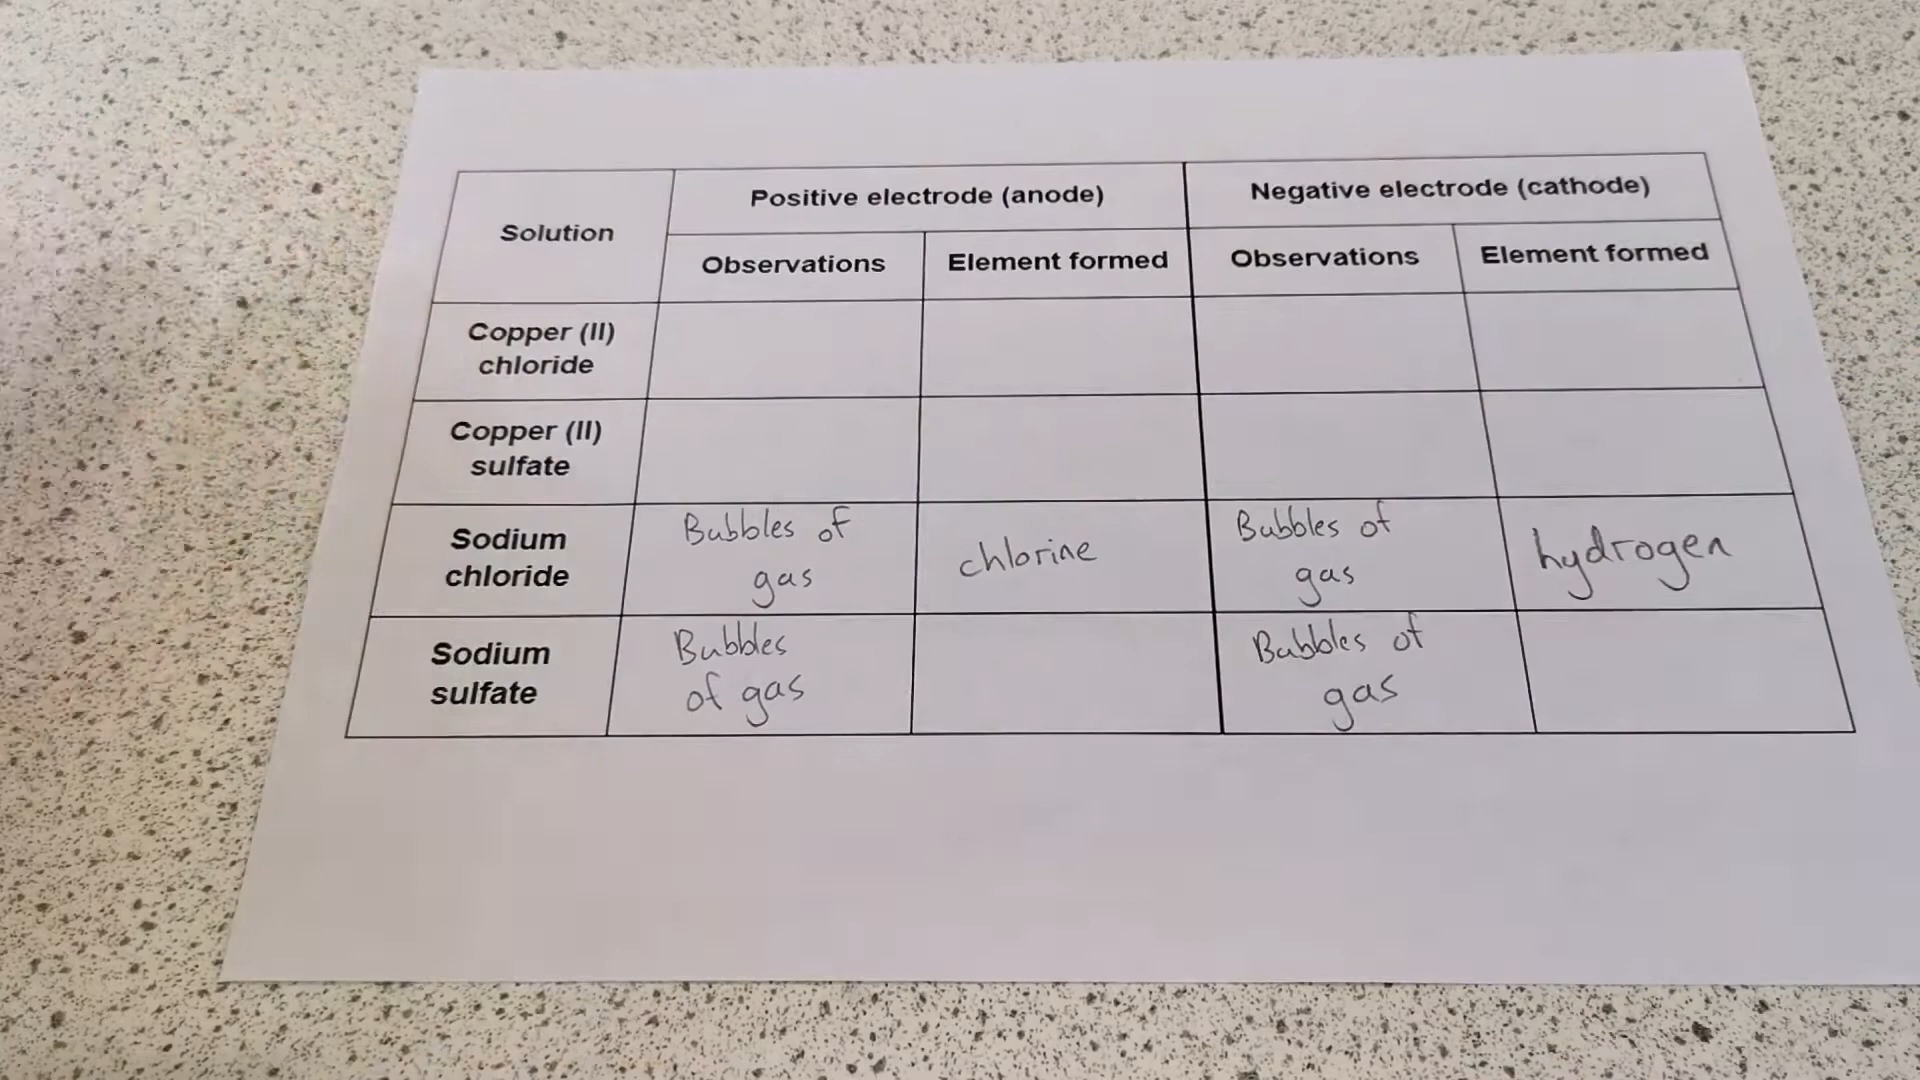 Solution
Positive electrode (anode)
Negative electrode (cathode)
Observations
Element formed
Observations
Element formed
Copper (II)
chloride
Copper (II)
sulfate
Sodium
chloride
Bubbles of
gas
chlorine
Bubbles of
gas
hydrogen
Sodium
sulfate
Bubbles
of gas
Bubbles of
gas